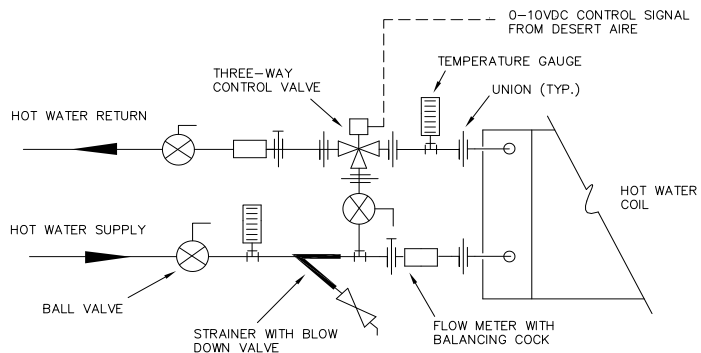 0-10VDC CONTROL SIGNAL
FROM DESERT AIRE
TEMPERATURE GAUGE
THREE-WAY
CONTROL VALVE
UNION (TYP.)
HOT WATER RETURN
HOT WATER
COIL
HOT WATER SUPPLY
BALL VALVE
STRAINER WITH BLOW
DOWN VALVE
FLOW METER WITH
BALANCING COCK